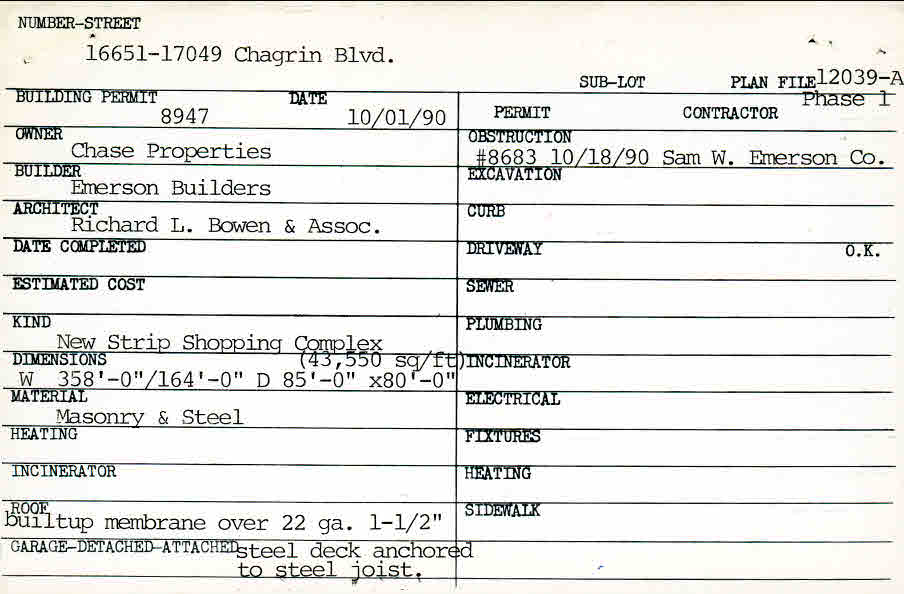 NUMBER-STREET
16651-17049 Chagrin Blvd.
SUB-LOT PLAN FILE 12039-A
Phase 1
BUILDING PERMIT DATE
8947 10/01/90
PERMIT CONTRACTOR
OWNER
Chase Properties
OBSTRUCTION
#8683 10/18/90 Sam W. Emerson Co.
BUILDER
Emerson Builders
EXCAVATION
ARCHITECT
Richard L. Bowen & Assoc.
CURB
DATE COMPLETED
DRIVEWAY O.K.
ESTIMATED COST
SEWER
KIND
New Strip Shopping Complex
PLUMBING
DIMENSIONS (43,550 sq/ft)
W 358'-0"/164'-0" D 85'-0" x80'-0"
INCINERATOR
MATERIAL
Masonry & Steel
ELECTRICAL
HEATING
FIXTURES
INCINERATOR
HEATING
ROOF
builtup membrane over 22 ga. 1-1/2"
SIDEWALK
GARAGE-DETACHED-ATTACHED steel deck anchored
to steel joist.